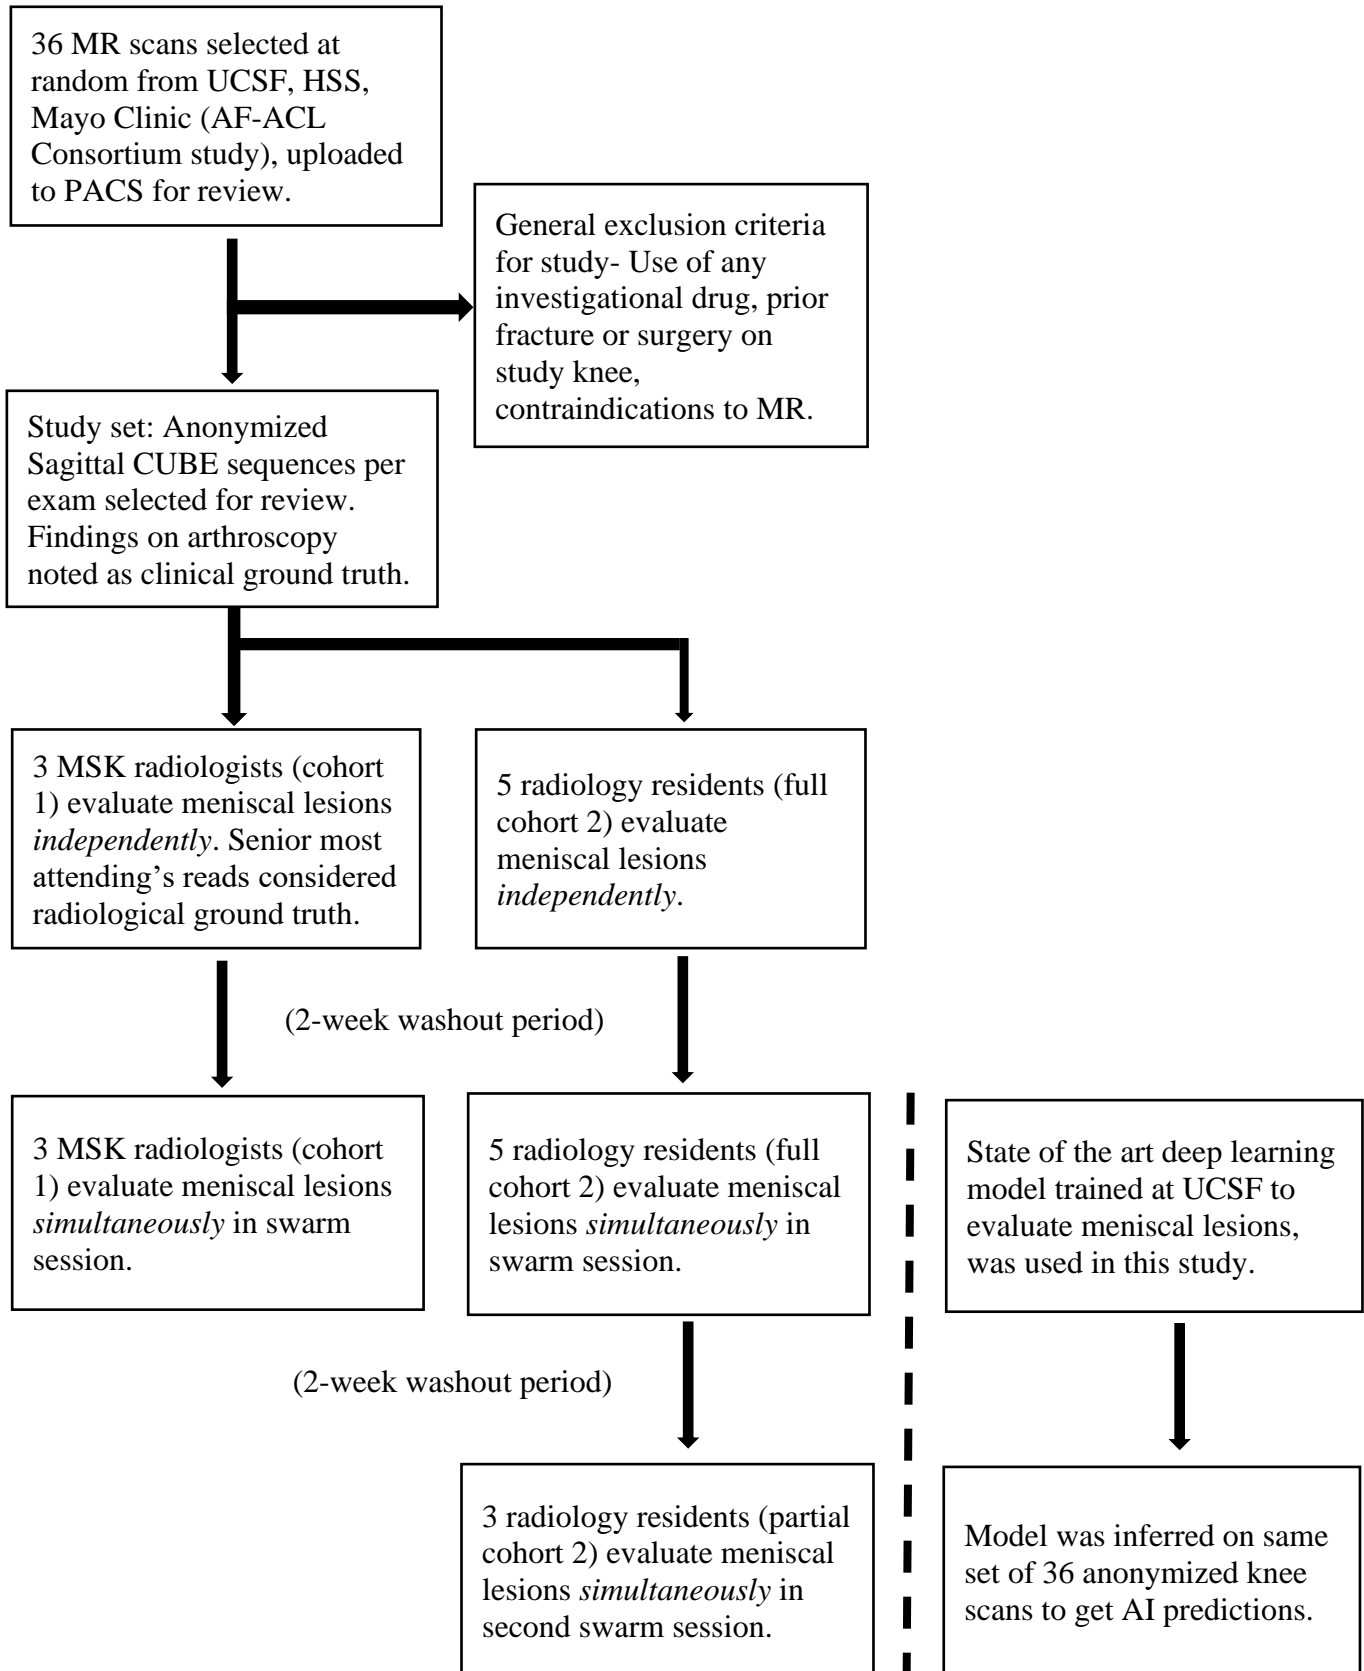 36 MR scans selected at
random from UCSF, HSS,
Mayo Clinic (AF-ACL
Consortium study), uploaded
to PACS for review.
General exclusion criteria
for study- Use of any
investigational drug, prior
fracture or surgery on
study knee,
contraindications to MR.
Study set: Anonymized
Sagittal CUBE sequences per
exam selected for review.
Findings on arthroscopy
noted as clinical ground truth.
3 MSK radiologists (cohort
1) evaluate meniscal lesions
independently. Senior most
attending’s reads considered
radiological ground truth.
5 radiology residents (full
cohort 2) evaluate
meniscal lesions
independently.
(2-week washout period)
3 MSK radiologists (cohort
1) evaluate meniscal lesions
simultaneously in swarm
session.
5 radiology residents (full
cohort 2) evaluate meniscal
lesions simultaneously in
swarm session.
State of the art deep learning
model trained at UCSF to
evaluate meniscal lesions,
was used in this study.
(2-week washout period)
3 radiology residents (partial
cohort 2) evaluate meniscal
lesions simultaneously in
second swarm session.
Model was inferred on same
set of 36 anonymized knee
scans to get AI predictions.